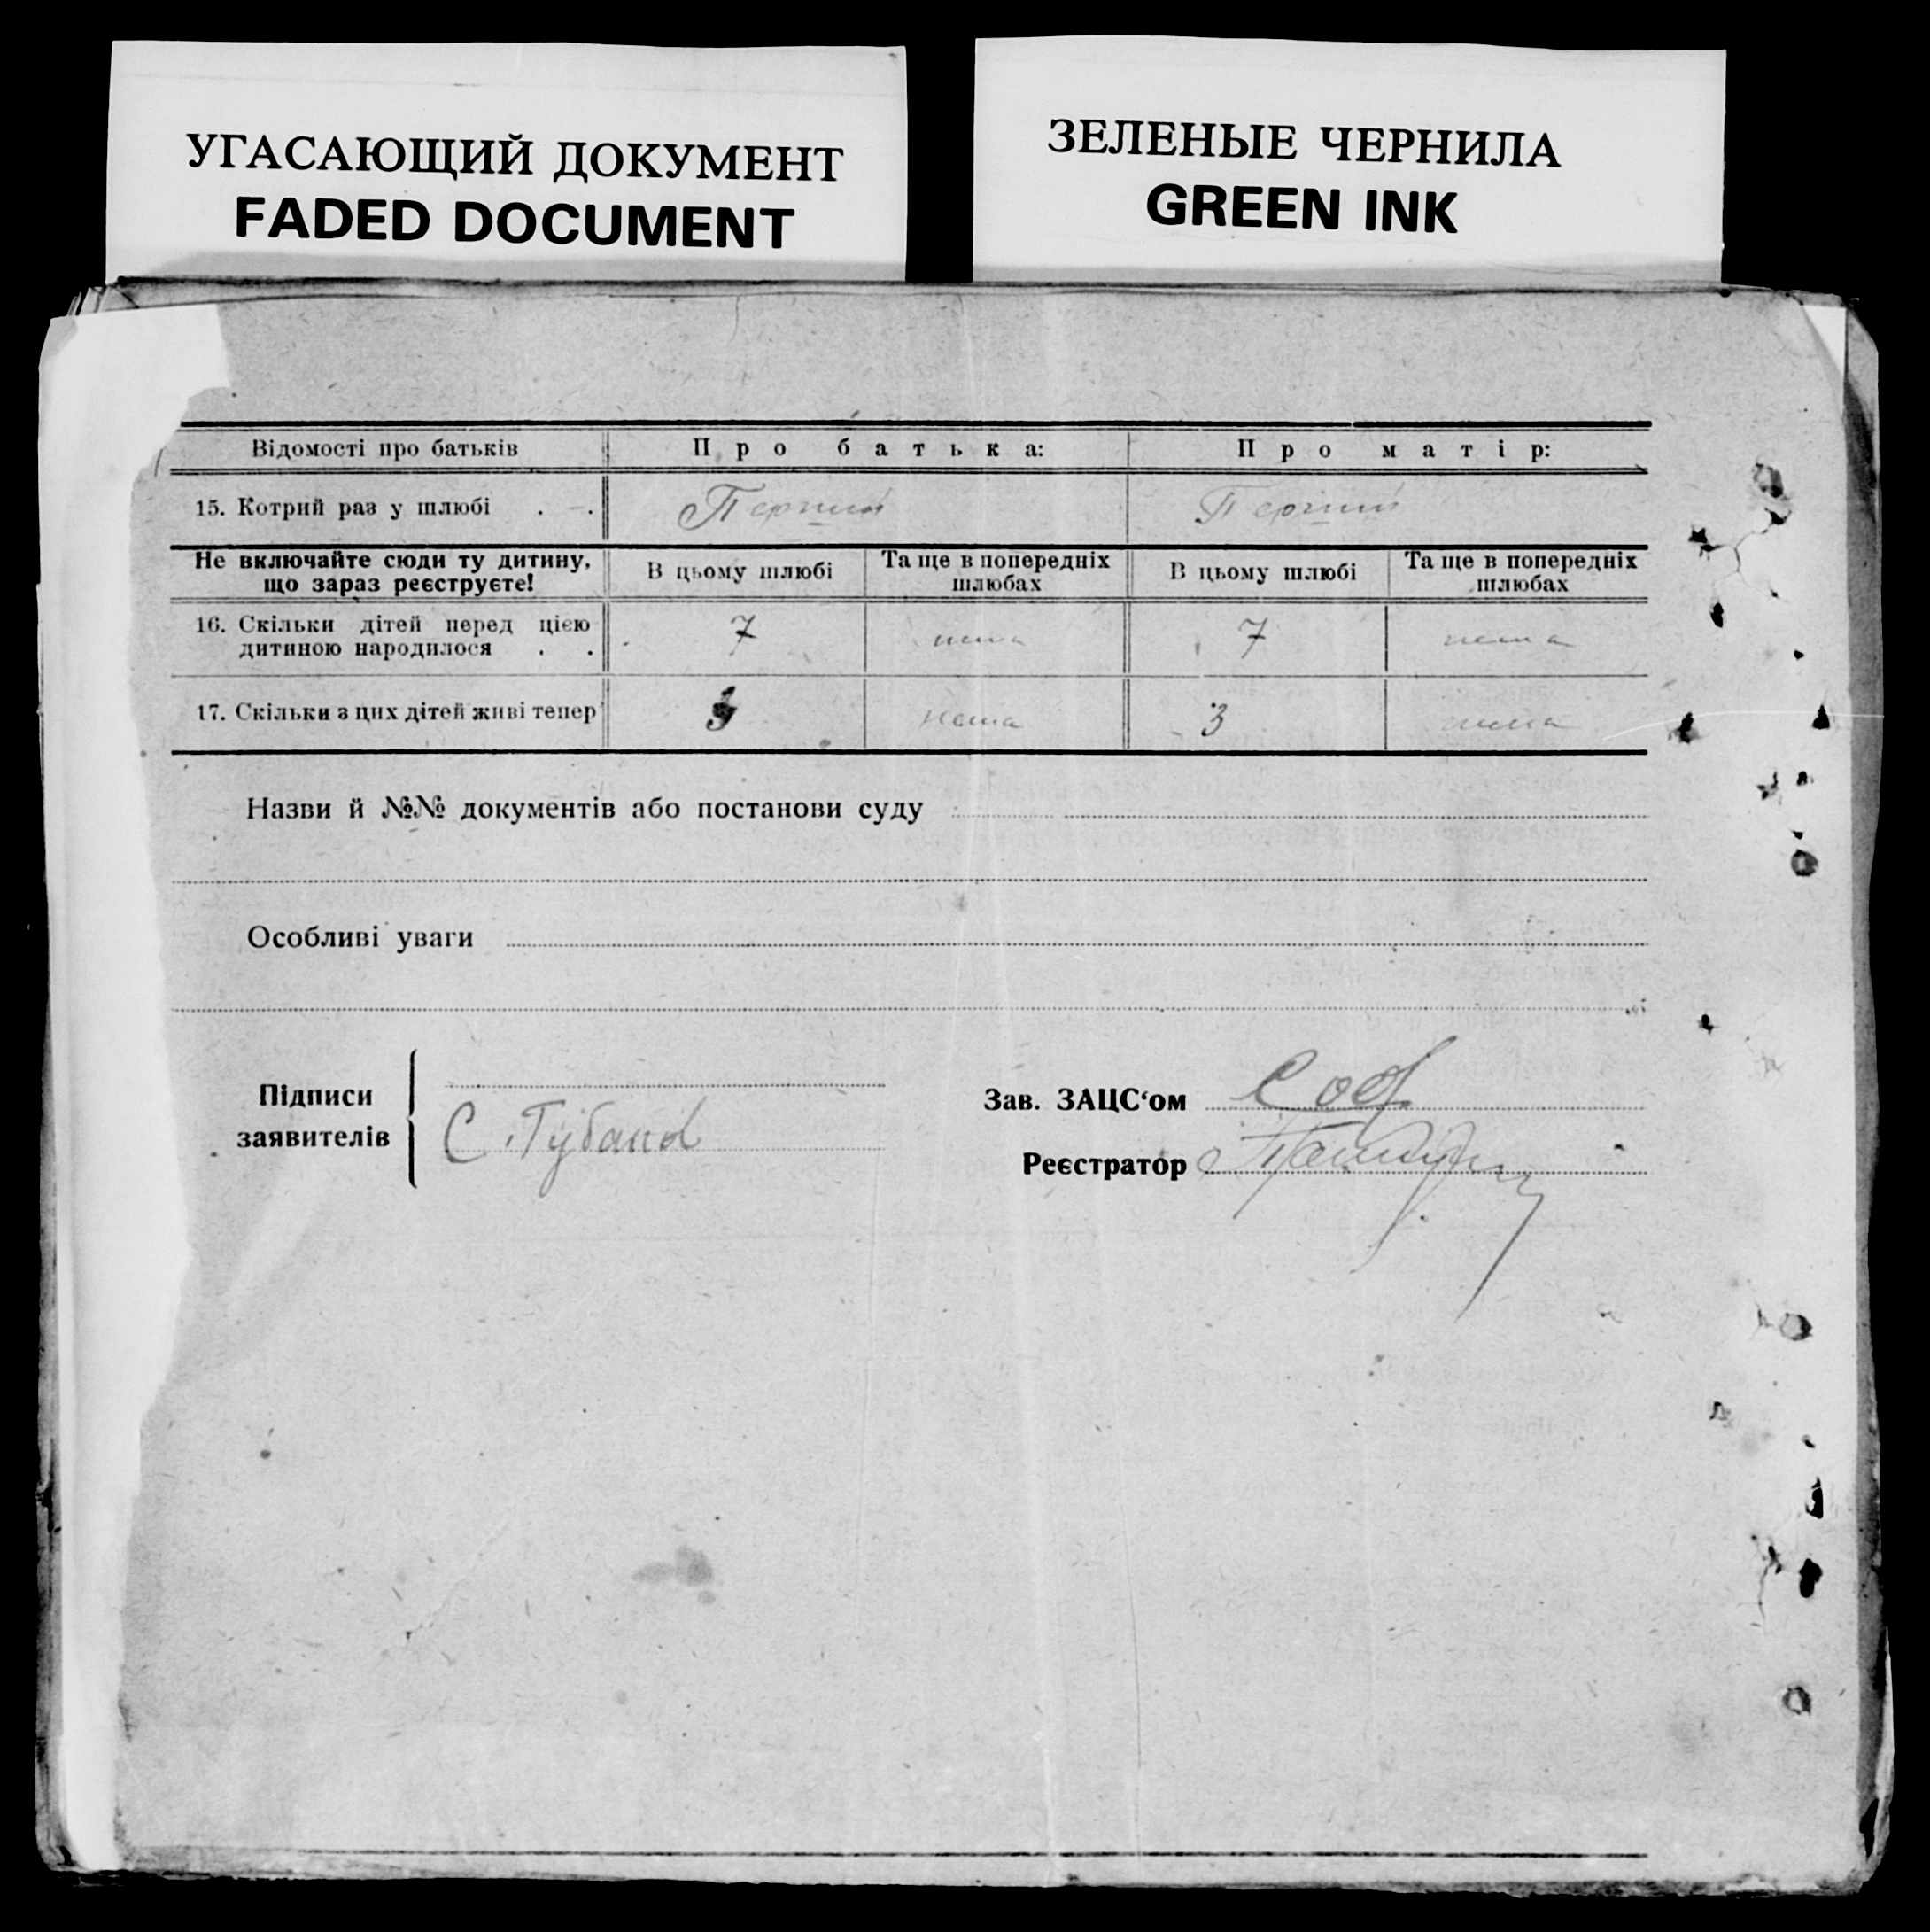 УГАСАЮЩИЙ ДОКУМЕНТ
FADED DOCUMENT
ЗЕЛЕНЫЕ ЧЕРНИЛА
GREEN INK
Відомості про батьків Про батька: Про матір:
15. Котрий раз у шлюбі . . Перший Перший
Не включайте сюди ту дитину, що зараз реєструєте! В цьому шлюбі Та ще в попередніх шлюбах В цьому шлюбі Та ще в попередніх шлюбах
16. Скільки дітей перед цією
дитиною народилося . . 7 нема 7 нема
17. Скільки з цих дітей живі тепер нема 3 нема
Назви й №№ документів або постанови суду
Особливі уваги
Підписи
заявителів
С. Губано
Зав. ЗАЦС‘ом
Реєстратор